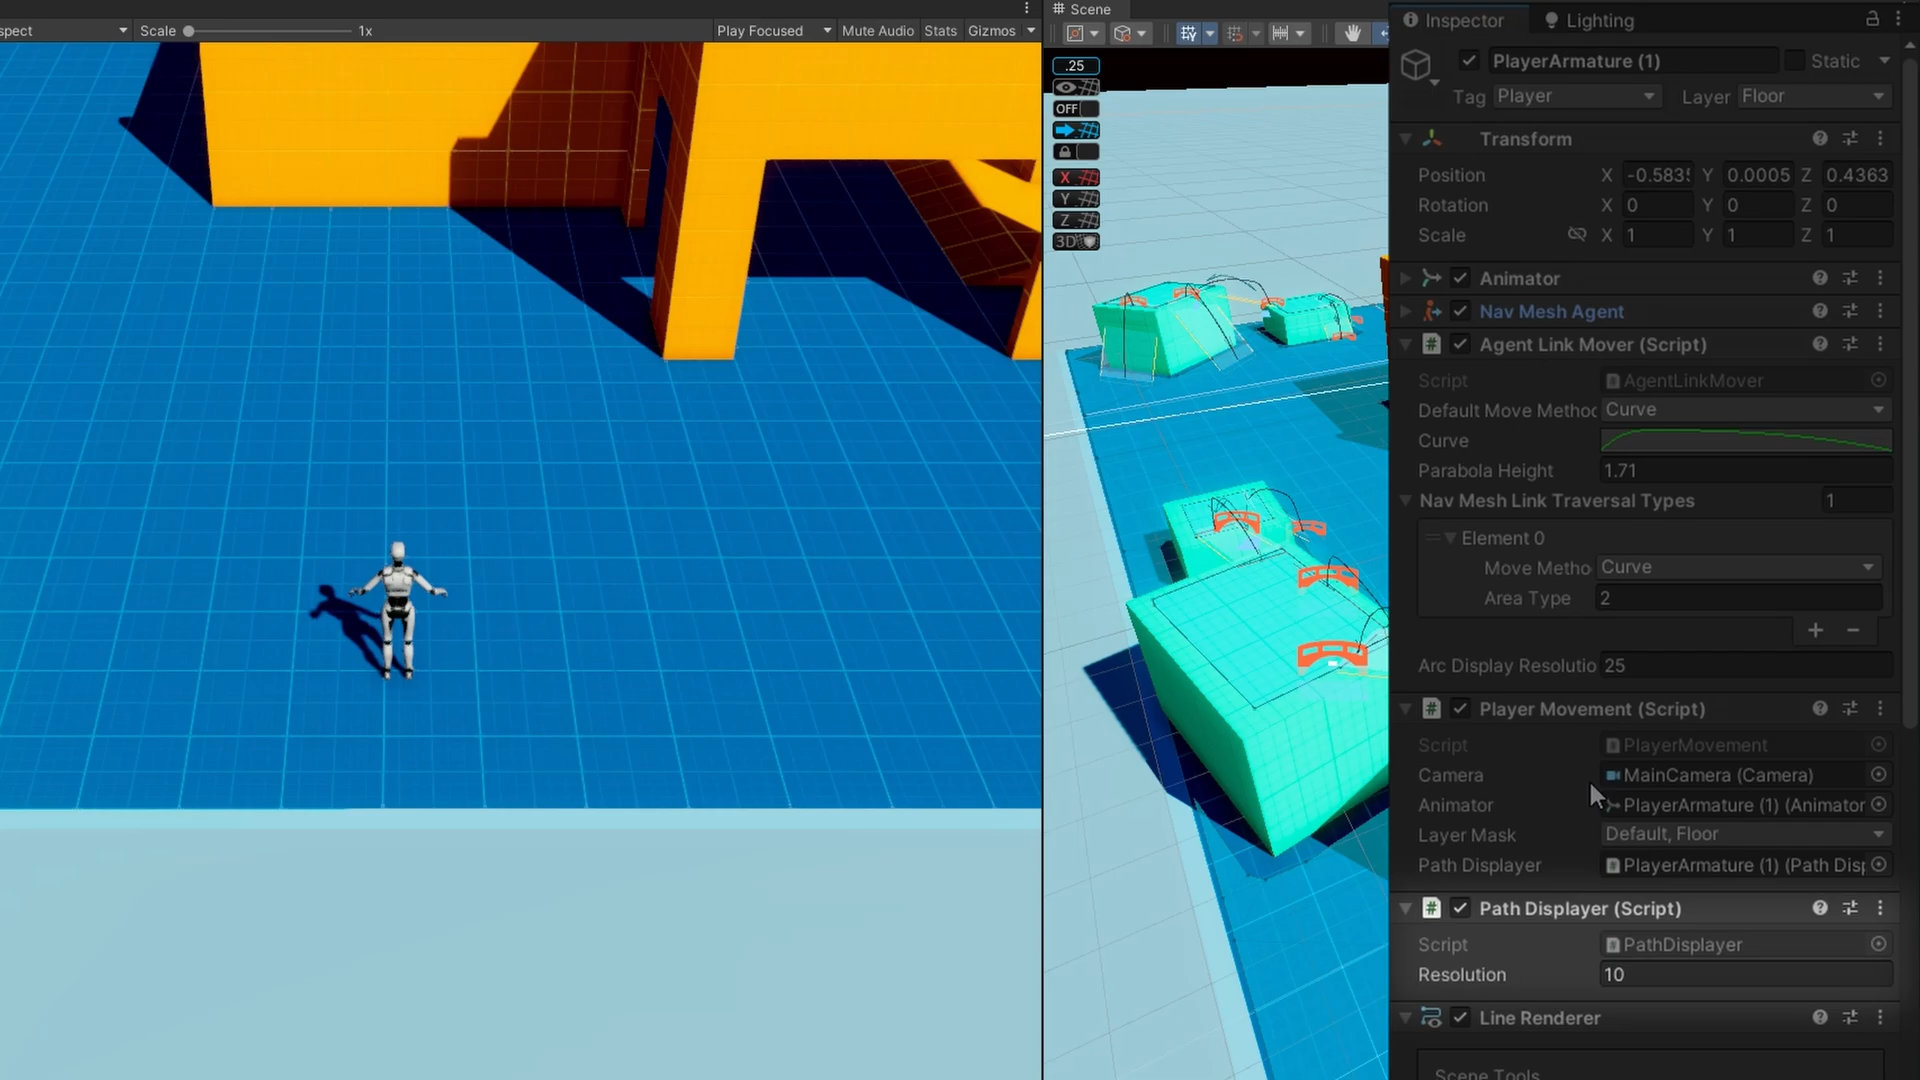 spect Scale 1x Play Focused Mute Audio Stats Gizmos
Scene
.25
OFF
X
Y
Z
3D
Inspector Lighting
PlayerArmature (1) Static
Tag Player Layer Floor
Transform
Position X -0.583 Y 0.0005 Z 0.4363
Rotation X 0 Y 0 Z 0
Scale X 1 Y 1 Z 1
Animator
Nav Mesh Agent
Agent Link Mover (Script)
Script AgentLinkMover
Default Move Methoc Curve
Curve
Parabola Height 1.71
Nav Mesh Link Traversal Types 1
Element 0
Move Metho Curve
Area Type 2
+ −
Arc Display Resolutio 25
Player Movement (Script)
Script PlayerMovement
Camera MainCamera (Camera)
Animator PlayerArmature (1) (Animator
Layer Mask Default, Floor
Path Displayer PlayerArmature (1) (Path Disp
Path Displayer (Script)
Script PathDisplayer
Resolution 10
Line Renderer
Scene Tools